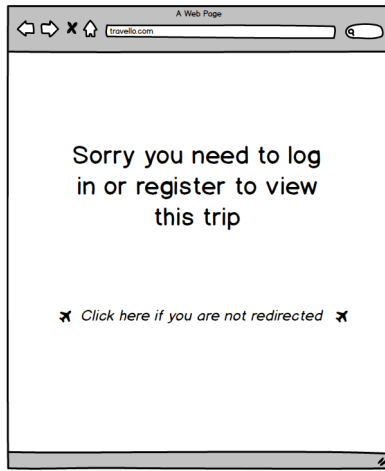 A Web Page
travello.com
Sorry you need to log
in or register to view
this trip
Click here if you are not redirected